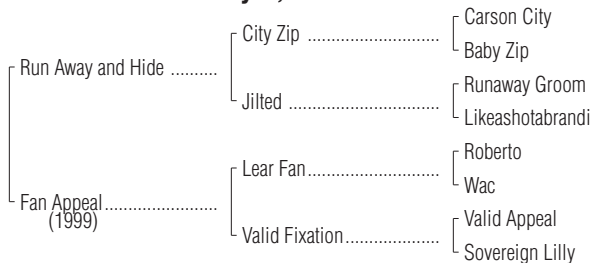 City Zip ..............................
Carson City
Baby Zip
Run Away and Hide ..........
Jilted ..................................
Runaway Groom
Likeashotabrandi
Lear Fan..............................
Roberto
Wac
Fan Appeal........................
(1999)
Valid Fixation.....................
Valid Appeal
Sovereign Lilly